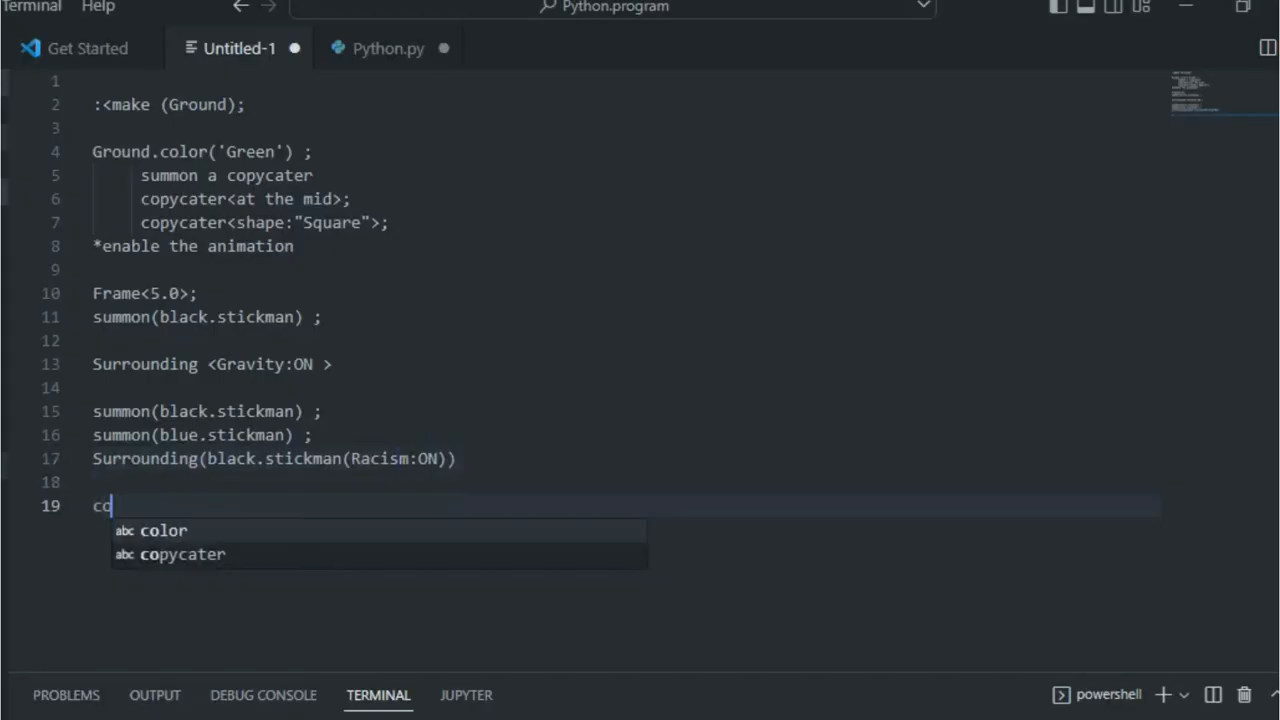 Terminal Help Python.program
Get Started Untitled-1 Python.py
1
2 :<make (Ground);
3
4 Ground.color('Green') ;
5 summon a copycater
6 copycater<at the mid>;
7 copycater<shape:"Square">;
8 *enable the animation
9
10 Frame<5.0>;
11 summon(black.stickman) ;
12
13 Surrounding <Gravity:ON >
14
15 summon(black.stickman) ;
16 summon(blue.stickman) ;
17 Surrounding(black.stickman(Racism:ON))
18
19 co
abc color
abc copycater
PROBLEMS OUTPUT DEBUG CONSOLE TERMINAL JUPYTER powershell